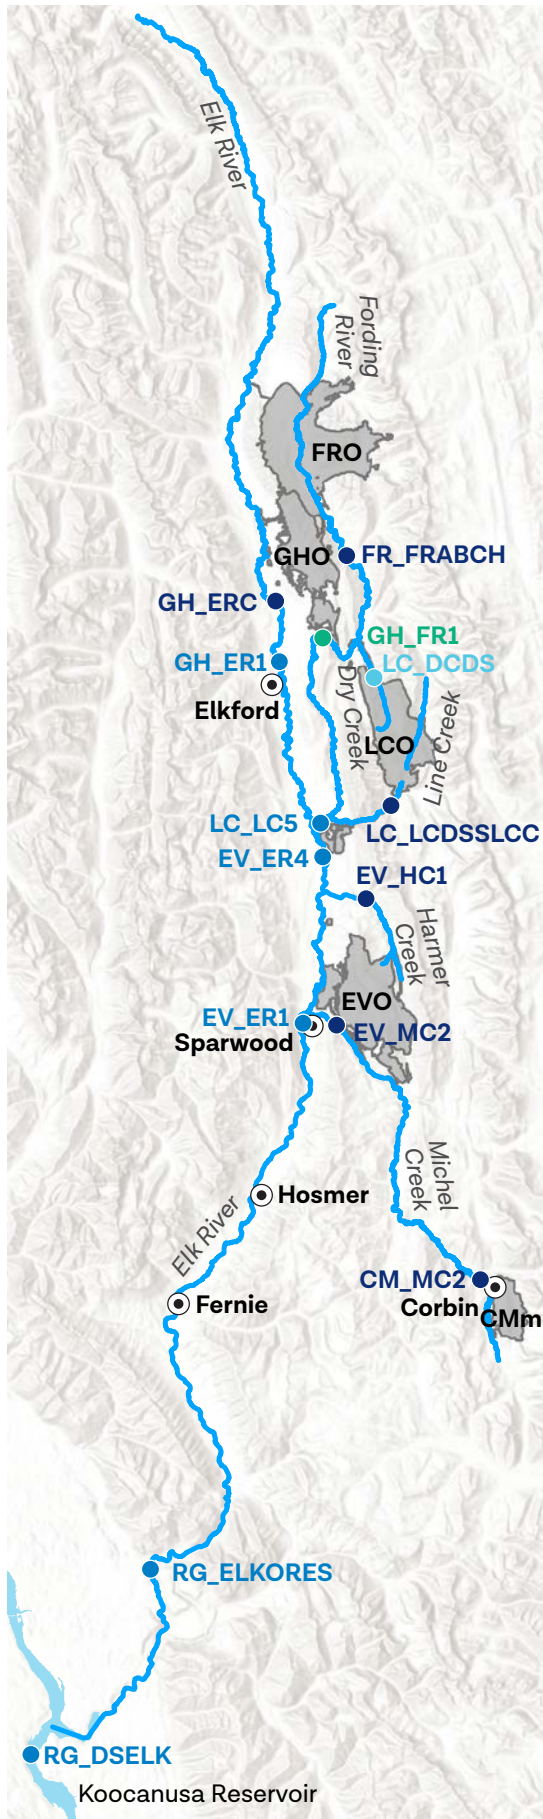 Elk River
Fording
River
FRO
GHO
FR_FRABCH
GH_ERC
GH_FR1
GH_ER1
LC_DCDS
Elkford
Dry Creek
LCO
Line Creek
LC_LC5
LC_LCDSSLCC
EV_ER4
EV_HC1
Harmer
Creek
EVO
EV_ER1
EV_MC2
Sparwood
Michel
Creek
Hosmer
Elk River
CM_MC2
Corbin
CMm
Fernie
RG_ELKORES
RG_DSELK
Koocanusa Reservoir